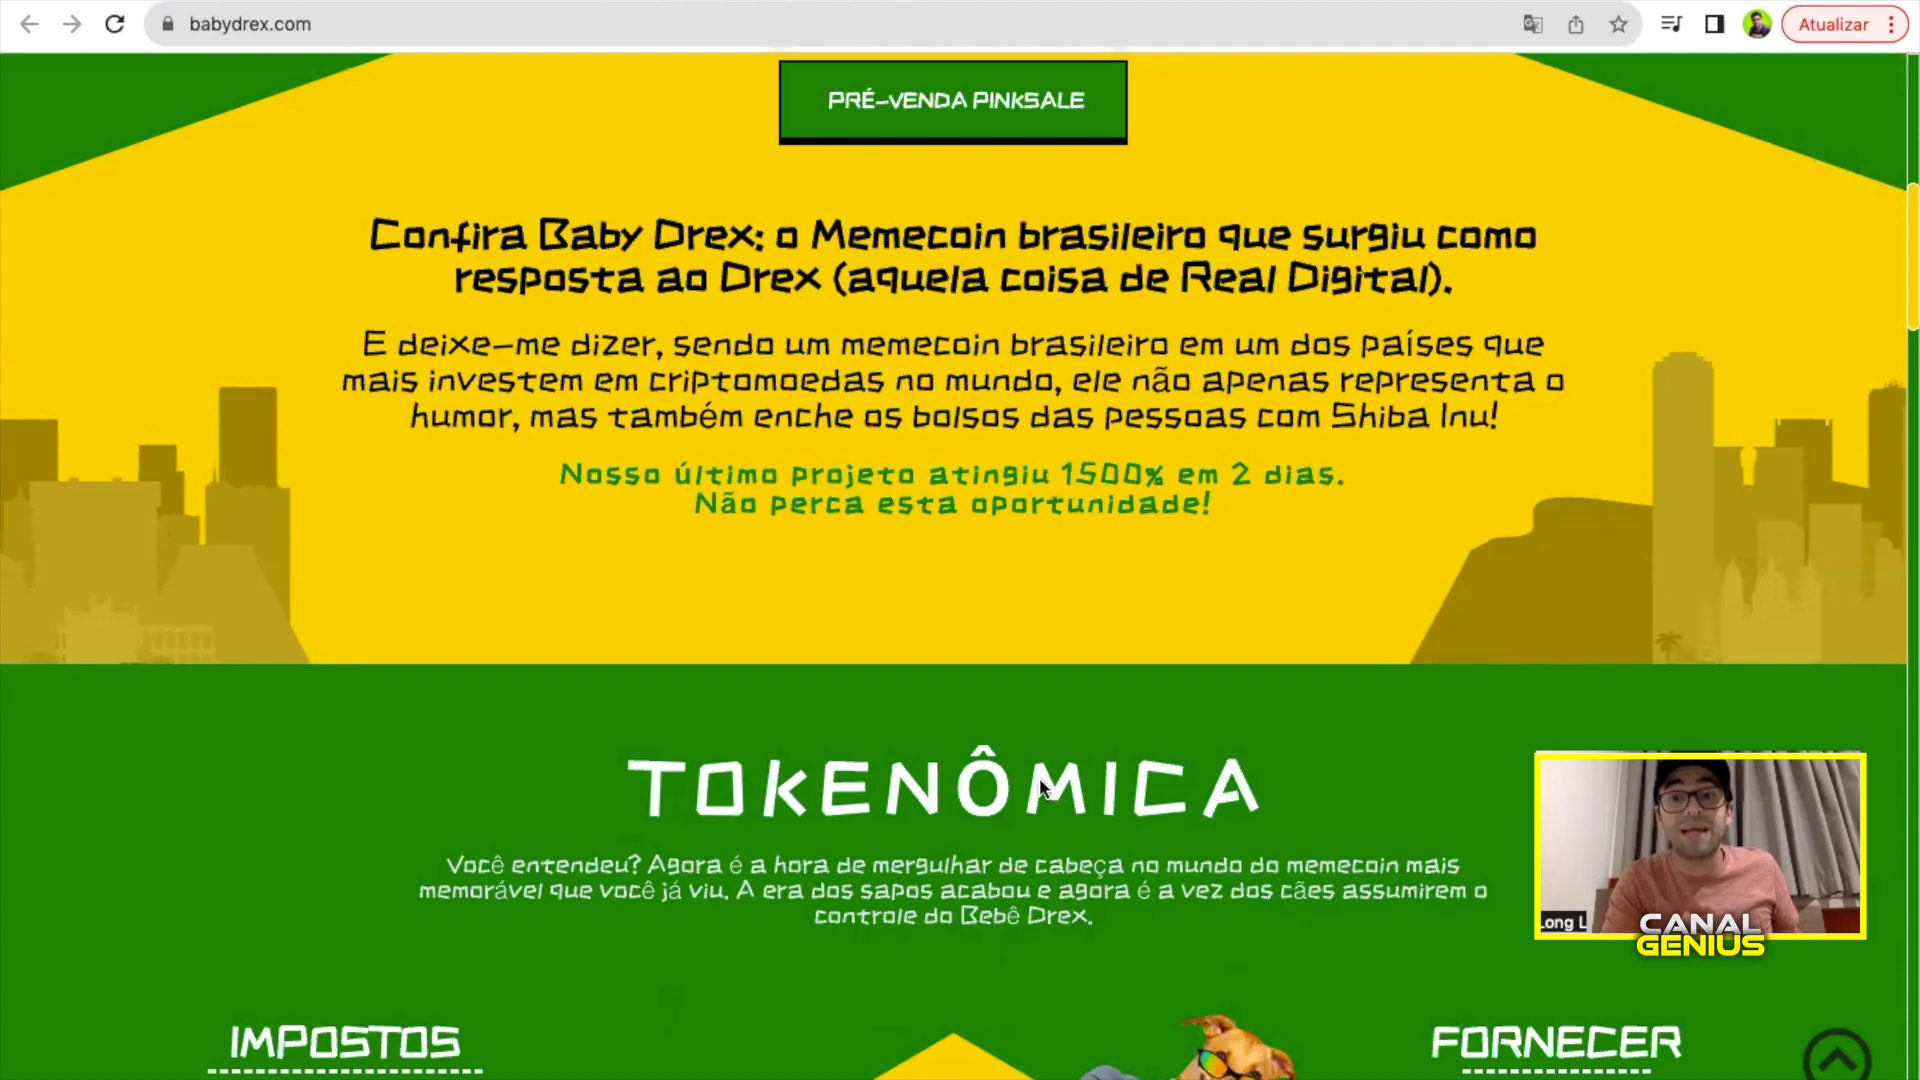 babydrex.com
Atualizar
PRÉ-VENDA PINKSALE
Confira Baby Drex: o Memecoin brasileiro que surgiu como
resposta ao Drex (aquela coisa de Real Digital).
E deixe-me dizer, sendo um memecoin brasileiro em um dos países que
mais investem em criptomoedas no mundo, ele não apenas representa o
humor, mas também enche os bolsos das pessoas com Shiba Inu!
Nosso último projeto atingiu 1500% em 2 dias.
Não perca esta oportunidade!
TOKENÔMICA
Você entendeu? Agora é a hora de mergulhar de cabeça no mundo do memecoin mais
memorável que você já viu. A era dos sapos acabou e agora é a vez dos cães assumirem o
controle do Bebê Drex.
Long L
CANAL
GENIUS
IMPOSTOS
FORNECER